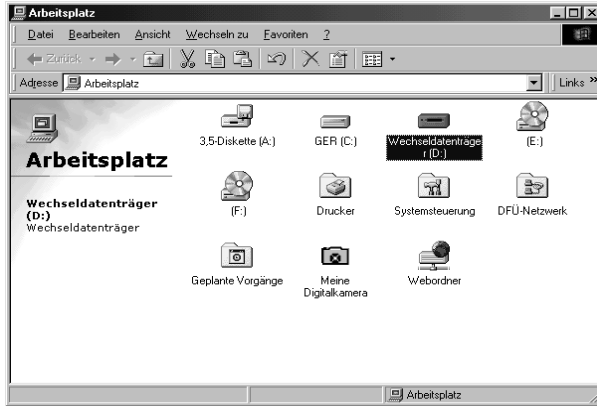 Arbeitsplatz
Datei Bearbeiten Ansicht Wechseln zu Favoriten ?
Zurück
Adresse Arbeitsplatz Links »
Arbeitsplatz
Wechseldatenträger
(D:)
Wechseldatenträger
3,5-Diskette (A:) GER (C:) Wechseldatenträge
r (D:) (E:)
(F:) Drucker Systemsteuerung DFÜ-Netzwerk
Geplante Vorgänge Meine
Digitalkamera Webordner
Arbeitsplatz